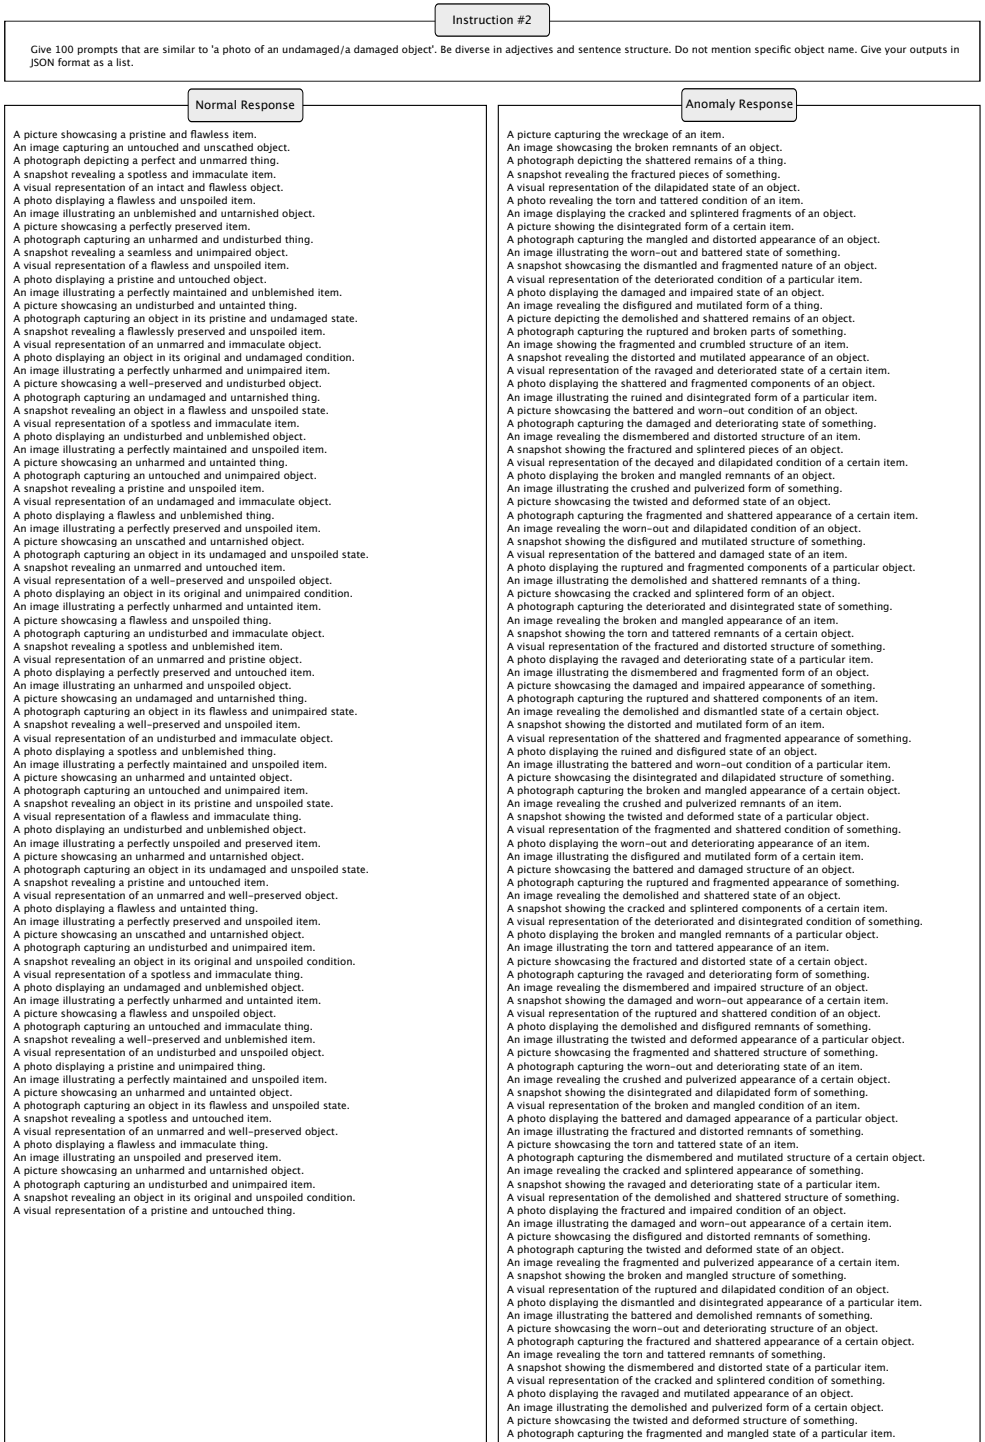 Instruction #2
Give 100 prompts that are similar to 'a photo of an undamaged/a damaged object'. Be diverse in adjectives and sentence structure. Do not mention specific object name. Give your outputs in
JSON format as a list.
Normal Response
A picture showcasing a pristine and flawless item.
An image capturing an untouched and unscathed object.
A photograph depicting a perfect and unmarred thing.
A snapshot revealing a spotless and immaculate item.
A visual representation of an intact and flawless object.
A photo displaying a flawless and unspoiled item.
An image illustrating an unblemished and untarnished object.
A picture showcasing a perfectly preserved item.
A photograph capturing an unharmed and undisturbed thing.
A snapshot revealing a seamless and unimpaired object.
A visual representation of a flawless and unspoiled item.
A photo displaying a pristine and untouched object.
An image illustrating a perfectly maintained and unblemished item.
A picture showcasing an undisturbed and untainted thing.
A photograph capturing an object in its pristine and undamaged state.
A snapshot revealing a flawlessly preserved and unspoiled item.
A visual representation of an unmarred and immaculate object.
A photo displaying an object in its original and undamaged condition.
An image illustrating a perfectly unharmed and unimpaired item.
A picture showcasing a well-preserved and undisturbed object.
A photograph capturing an undamaged and untarnished thing.
A snapshot revealing an object in a flawless and unspoiled state.
A visual representation of a spotless and immaculate item.
A photo displaying an undisturbed and unblemished object.
An image illustrating a perfectly maintained and unspoiled item.
A picture showcasing an unharmed and untainted thing.
A photograph capturing an untouched and unimpaired object.
A snapshot revealing a pristine and unspoiled item.
A visual representation of an undamaged and immaculate object.
A photo displaying a flawless and unblemished thing.
An image illustrating a perfectly preserved and unspoiled item.
A picture showcasing an unscathed and untarnished object.
A photograph capturing an object in its undamaged and unspoiled state.
A snapshot revealing an unmarred and untouched item.
A visual representation of a well-preserved and unspoiled object.
A photo displaying an object in its original and unimpaired condition.
An image illustrating a perfectly unharmed and untainted item.
A picture showcasing a flawless and unspoiled thing.
A photograph capturing an undisturbed and immaculate object.
A snapshot revealing a spotless and unblemished item.
A visual representation of an unmarred and pristine object.
A photo displaying a perfectly preserved and untouched item.
An image illustrating an unharmed and unspoiled object.
A picture showcasing an undamaged and untarnished thing.
A photograph capturing an object in its flawless and unimpaired state.
A snapshot revealing a well-preserved and unspoiled item.
A visual representation of an undisturbed and immaculate object.
A photo displaying a spotless and unblemished thing.
An image illustrating a perfectly maintained and unspoiled item.
A picture showcasing an unharmed and untainted object.
A photograph capturing an untouched and unimpaired item.
A snapshot revealing an object in its pristine and unspoiled state.
A visual representation of a flawless and immaculate thing.
A photo displaying an undisturbed and unblemished object.
An image illustrating a perfectly unspoiled and preserved item.
A picture showcasing an unharmed and untarnished object.
A photograph capturing an object in its undamaged and unspoiled state.
A snapshot revealing a pristine and untouched item.
A visual representation of an unmarred and well-preserved object.
A photo displaying a flawless and untainted thing.
An image illustrating a perfectly preserved and unspoiled item.
A picture showcasing an unscathed and untarnished object.
A photograph capturing an undisturbed and unimpaired item.
A snapshot revealing an object in its original and unspoiled condition.
A visual representation of a spotless and immaculate thing.
A photo displaying an undamaged and unblemished object.
An image illustrating a perfectly unharmed and untainted item.
A picture showcasing a flawless and unspoiled object.
A photograph capturing an untouched and immaculate thing.
A snapshot revealing a well-preserved and unblemished item.
A visual representation of an undisturbed and unspoiled object.
A photo displaying a pristine and unimpaired thing.
An image illustrating a perfectly maintained and unspoiled item.
A picture showcasing an unharmed and untainted object.
A photograph capturing an object in its flawless and unspoiled state.
A snapshot revealing a spotless and untouched item.
A visual representation of an unmarred and well-preserved object.
A photo displaying a flawless and immaculate thing.
An image illustrating an unspoiled and preserved item.
A picture showcasing an unharmed and untarnished object.
A photograph capturing an undisturbed and unimpaired item.
A snapshot revealing an object in its original and unspoiled condition.
A visual representation of a pristine and untouched thing.
Anomaly Response
A picture capturing the wreckage of an item.
An image showcasing the broken remnants of an object.
A photograph depicting the shattered remains of a thing.
A snapshot revealing the fractured pieces of something.
A visual representation of the dilapidated state of an object.
A photo revealing the torn and tattered condition of an item.
An image displaying the cracked and splintered fragments of an object.
A picture showing the disintegrated form of a certain item.
A photograph capturing the mangled and distorted appearance of an object.
An image illustrating the worn-out and battered state of something.
A snapshot showcasing the dismantled and fragmented nature of an object.
A visual representation of the deteriorated condition of a particular item.
A photo displaying the damaged and impaired state of an object.
An image revealing the disfigured and mutilated form of a thing.
A picture depicting the demolished and shattered remains of an object.
A photograph capturing the ruptured and broken parts of something.
An image showing the fragmented and crumbled structure of an item.
A snapshot revealing the distorted and mutilated appearance of an object.
A visual representation of the ravaged and deteriorated state of a certain item.
A photo displaying the shattered and fragmented components of an object.
An image illustrating the ruined and disintegrated form of a particular item.
A picture showcasing the battered and worn-out condition of an object.
A photograph capturing the damaged and deteriorating state of something.
An image revealing the dismembered and distorted structure of an item.
A snapshot showing the fractured and splintered pieces of an object.
A visual representation of the decayed and dilapidated condition of a certain item.
A photo displaying the broken and mangled remnants of an object.
An image illustrating the crushed and pulverized form of something.
A picture showcasing the twisted and deformed state of an object.
A photograph capturing the fragmented and shattered appearance of a certain item.
An image revealing the worn-out and dilapidated condition of an object.
A snapshot showing the disfigured and mutilated structure of something.
A visual representation of the battered and damaged state of an item.
A photo displaying the ruptured and fragmented components of a particular object.
An image illustrating the demolished and shattered remnants of a thing.
A picture showcasing the cracked and splintered form of an object.
A photograph capturing the deteriorated and disintegrated state of something.
An image revealing the broken and mangled appearance of an item.
A snapshot showing the torn and tattered remnants of a certain object.
A visual representation of the fractured and distorted structure of something.
A photo displaying the ravaged and deteriorating state of a particular item.
An image illustrating the dismembered and fragmented form of an object.
A picture showcasing the damaged and impaired appearance of something.
A photograph capturing the ruptured and shattered components of an item.
An image revealing the demolished and dismantled state of a certain object.
A snapshot showing the distorted and mutilated form of an item.
A visual representation of the shattered and fragmented appearance of something.
A photo displaying the ruined and disfigured state of an object.
An image illustrating the battered and worn-out condition of a particular item.
A picture showcasing the disintegrated and dilapidated structure of something.
A photograph capturing the broken and mangled appearance of a certain object.
An image revealing the crushed and pulverized remnants of an item.
A snapshot showing the twisted and deformed state of a particular object.
A visual representation of the fragmented and shattered condition of something.
A photo displaying the worn-out and deteriorating appearance of an item.
An image illustrating the disfigured and mutilated form of a certain item.
A picture showcasing the battered and damaged structure of an object.
A photograph capturing the ruptured and fragmented appearance of something.
An image revealing the demolished and shattered state of an object.
A snapshot showing the cracked and splintered components of a certain item.
A visual representation of the deteriorated and disintegrated condition of something.
A photo displaying the broken and mangled remnants of a particular object.
An image illustrating the torn and tattered appearance of an item.
A picture showcasing the fractured and distorted state of a certain object.
A photograph capturing the ravaged and deteriorating form of something.
An image revealing the dismembered and impaired structure of an object.
A snapshot showing the damaged and worn-out appearance of a certain item.
A visual representation of the ruptured and shattered condition of an object.
A photo displaying the demolished and disfigured remnants of something.
An image illustrating the twisted and deformed appearance of a particular object.
A picture showcasing the fragmented and shattered structure of something.
A photograph capturing the worn-out and deteriorating state of an item.
An image revealing the crushed and pulverized appearance of a certain object.
A snapshot showing the disintegrated and dilapidated form of something.
A visual representation of the broken and mangled condition of an item.
A photo displaying the battered and damaged appearance of a particular object.
An image illustrating the fractured and distorted remnants of something.
A picture showcasing the torn and tattered state of an item.
A photograph capturing the dismembered and mutilated structure of a certain object.
An image revealing the cracked and splintered appearance of something.
A snapshot showing the ravaged and deteriorating state of a particular item.
A visual representation of the demolished and shattered structure of something.
A photo displaying the fractured and impaired condition of an object.
An image illustrating the damaged and worn-out appearance of a certain item.
A picture showcasing the disfigured and distorted remnants of something.
A photograph capturing the twisted and deformed state of an object.
An image revealing the fragmented and pulverized appearance of a certain item.
A snapshot showing the broken and mangled structure of something.
A visual representation of the ruptured and dilapidated condition of an object.
A photo displaying the dismantled and disintegrated appearance of a particular item.
An image illustrating the battered and demolished remnants of something.
A picture showcasing the worn-out and deteriorating structure of an object.
A photograph capturing the fractured and shattered appearance of a certain object.
An image revealing the torn and tattered remnants of something.
A snapshot showing the dismembered and distorted state of a particular item.
A visual representation of the cracked and splintered condition of something.
A photo displaying the ravaged and mutilated appearance of an object.
An image illustrating the demolished and pulverized form of a certain object.
A picture showcasing the twisted and deformed structure of something.
A photograph capturing the fragmented and mangled state of a particular item.